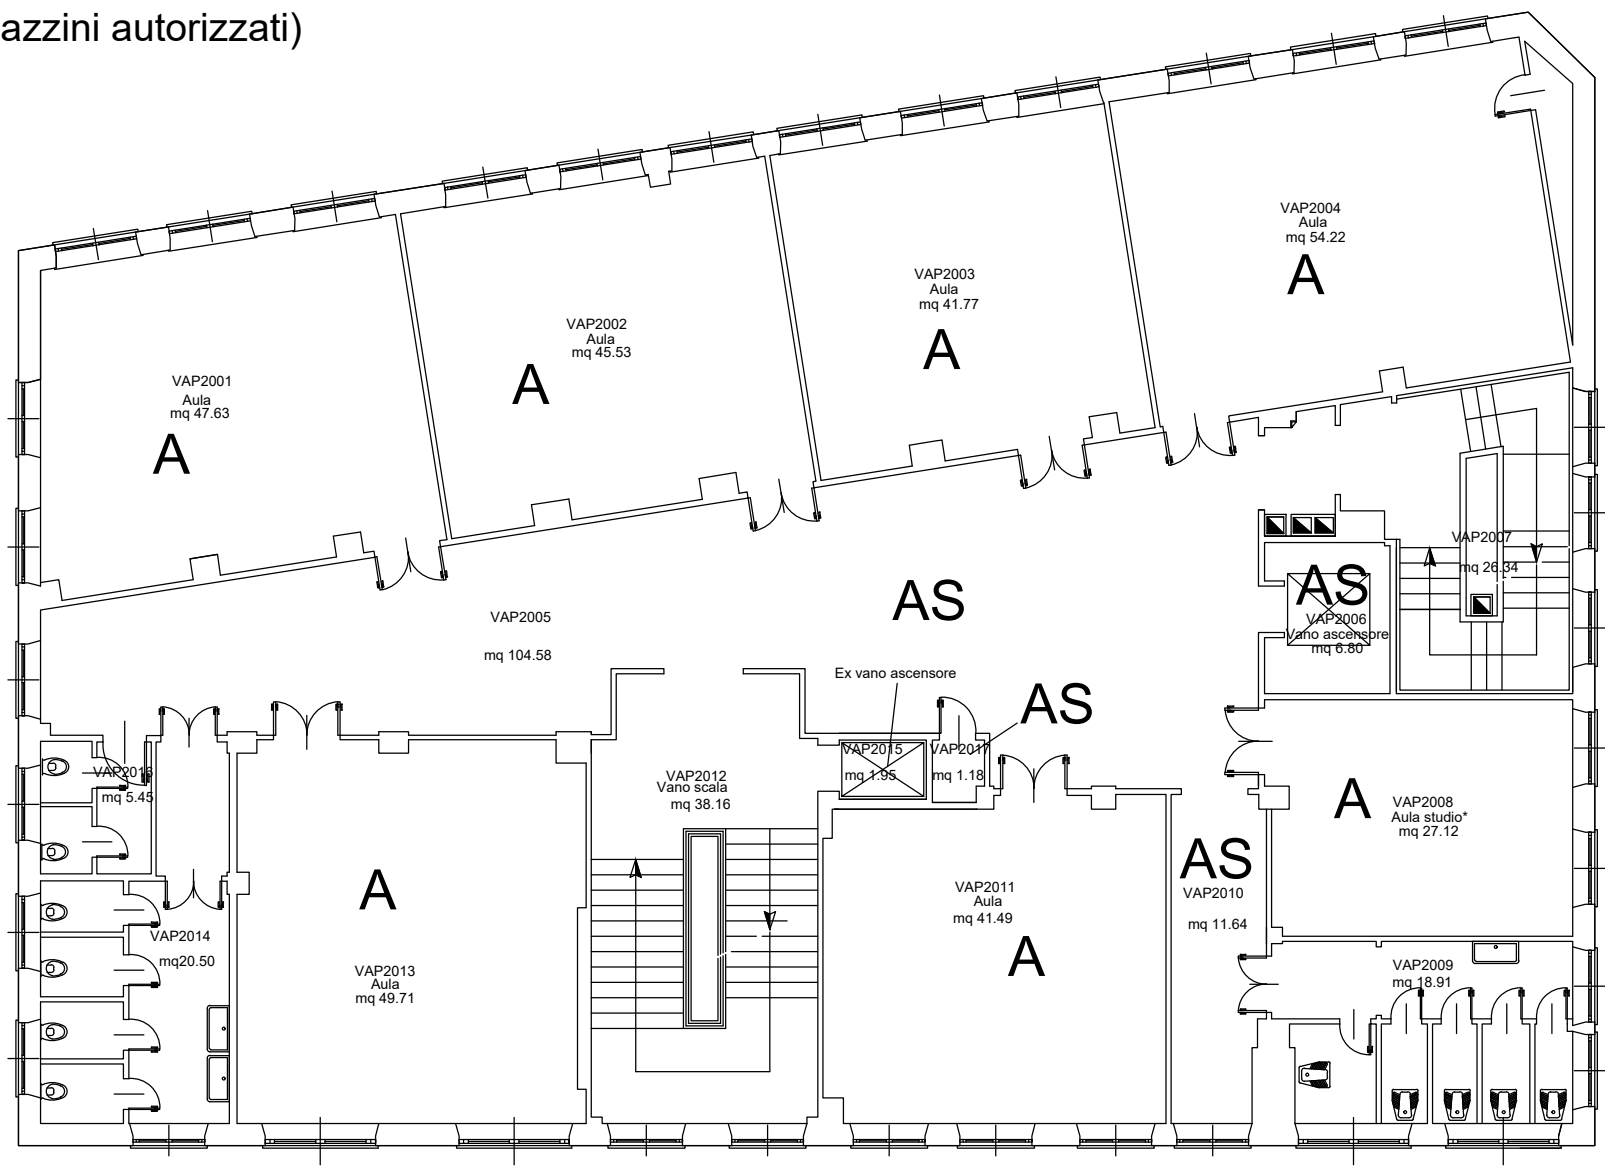 azzini autorizzati)
VAP2004
Aula
mq 54.22
A
VAP2003
Aula
mq 41.77
A
VAP2002
Aula
mq 45.53
A
VAP2001
Aula
mq 47.63
A
VAP2007
mq 26.34
AS
VAP2006
Vano ascensore
mq 6.80
AS
VAP2005
mq 104.58
Ex vano ascensore
AS
VAP2015
mq 1.95
VAP2017
mq 1.18
VAP2016
mq 5.45
VAP2012
Vano scala
mq 38.16
A
VAP2008
Aula studio*
mq 27.12
AS
VAP2010
mq 11.64
VAP2011
Aula
mq 41.49
A
A
VAP2013
Aula
mq 49.71
VAP2014
mq20.50
VAP2009
mq 18.91